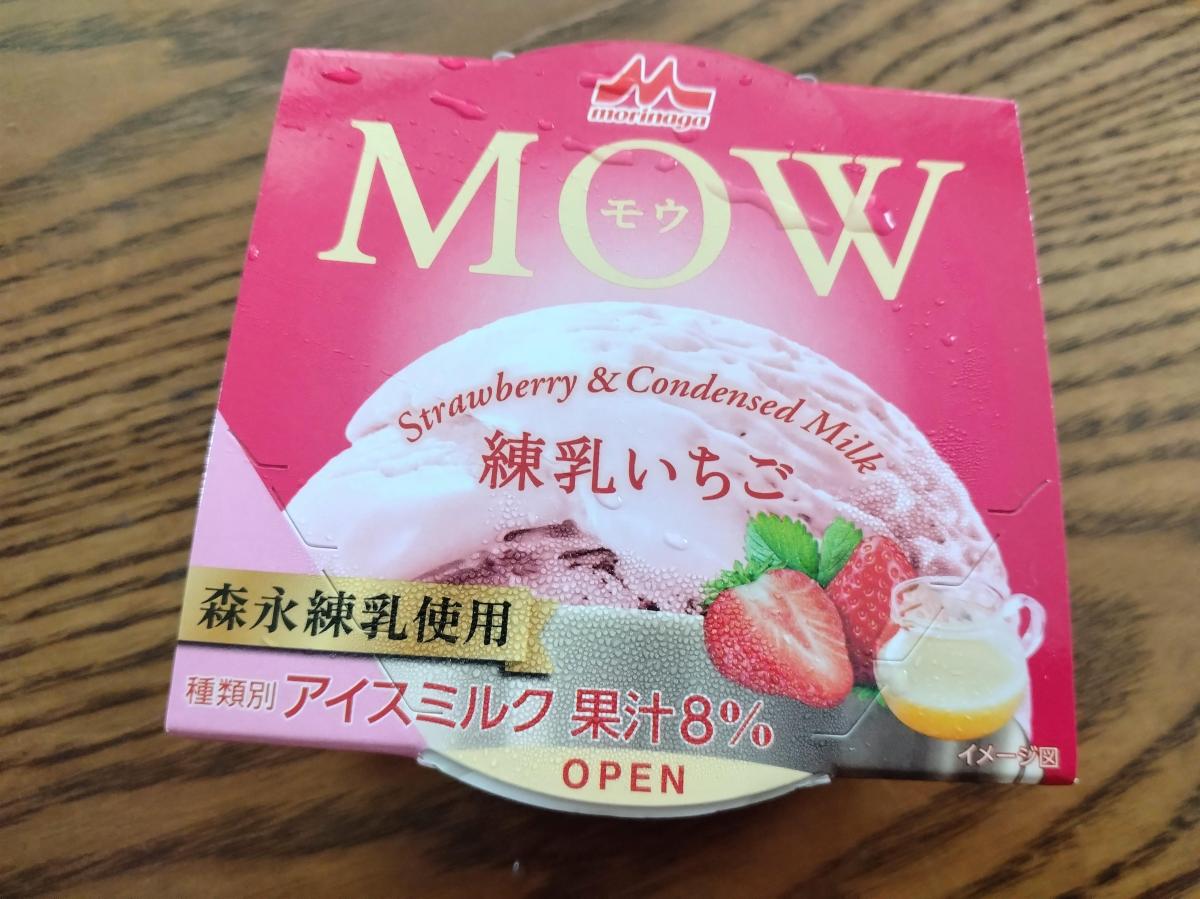 morinaga
MOW
モウ
Strawberry & Condensed Milk
練乳いちご
森永練乳使用
種類別 アイスミルク 果汁8%
イメージ図
OPEN